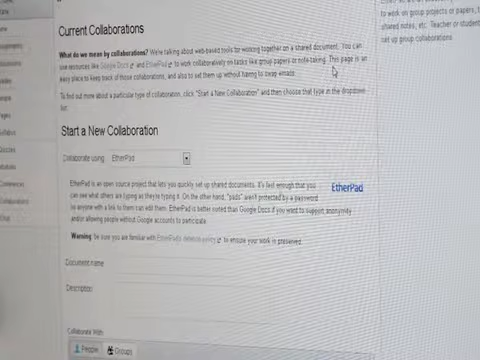 to work on group projects or papers, t
shared notes, etc. Teacher or student
set up group collaborations
Current Collaborations
What do we mean by collaborations? We're talking about web-based tools for working together on a shared document. You can
use resources like Google Docs and EtherPad to work collaboratively on tasks like group papers or note-taking. This page is an
easy place to keep track of those collaborations, and also to set them up without having to swap emails.
To find out more about a particular type of collaboration, click "Start a New Collaboration" and then choose that type in the dropdown
list.
Start a New Collaboration
Collaborate using: EtherPad
EtherPad is an open source project that lets you quickly set up shared documents. It's fast enough that you
can see what others are typing as they're typing it. On the other hand, "pads" aren't protected by a password
so anyone with a link to them can edit them. EtherPad is better noted than Google Docs if you want to support anonymity
and/or allowing people without Google accounts to participate.
EtherPad
Warning: be sure you are familiar with EtherPad's deletion policy to ensure your work is preserved.
Document name
Description:
Collaborate With
People Groups
ages
Syllabus
Quizzes
Conferences
Collaborations
Chat